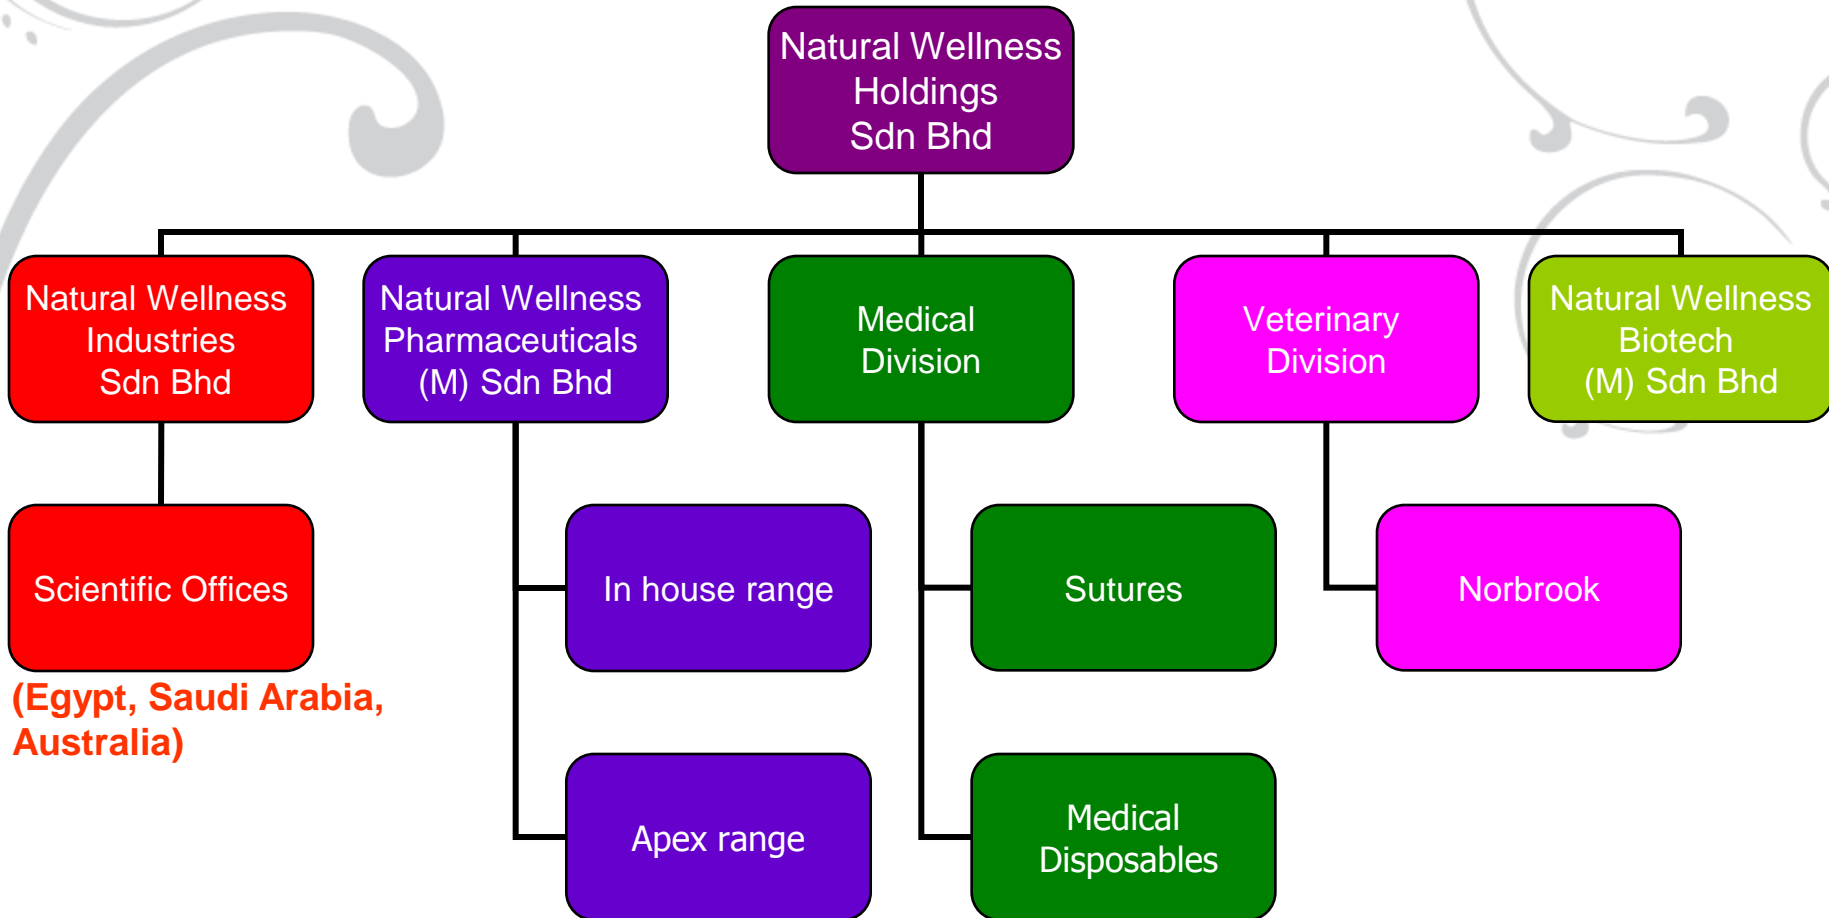 Natural Wellness
Holdings
Sdn Bhd
Natural Wellness
Industries
Sdn Bhd
Natural Wellness
Pharmaceuticals
(M) Sdn Bhd
Medical
Division
Veterinary
Division
Natural Wellness
Biotech
(M) Sdn Bhd
Scientific Offices
In house range
Sutures
Norbrook
(Egypt, Saudi Arabia,
Australia)
Apex range
Medical
Disposables